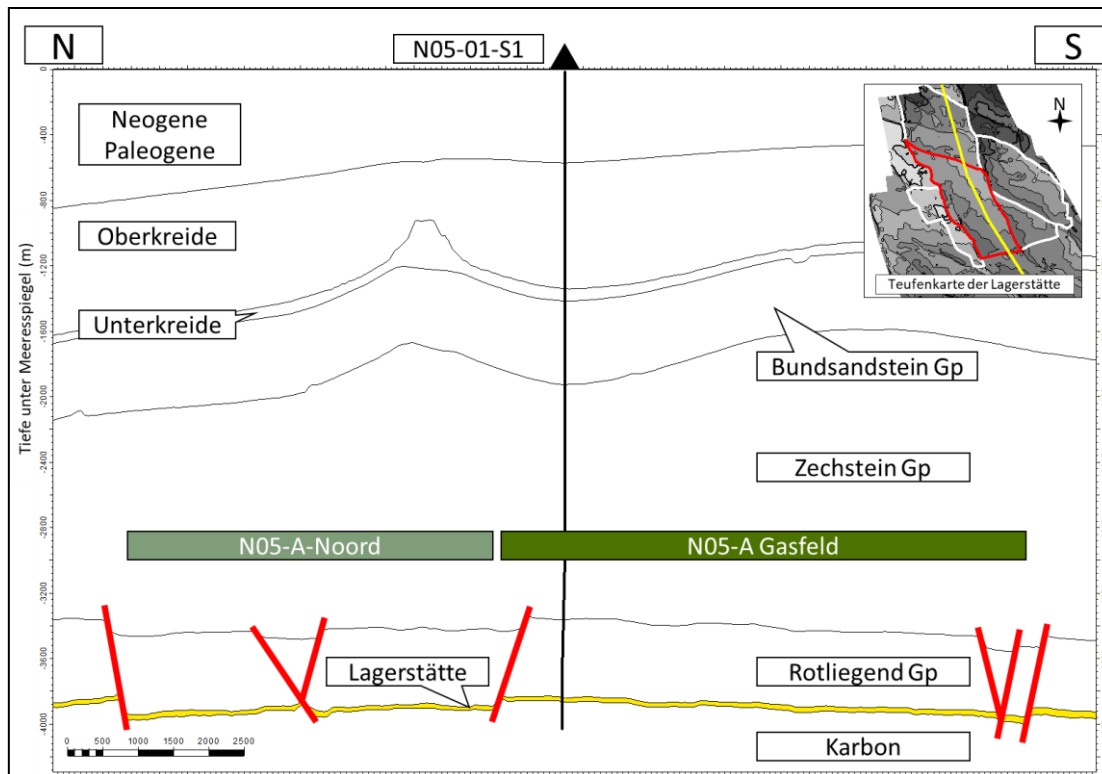 N
N05-01-S1
S
0
-400
-800
-1200
-1600
-2000
-2400
-2800
-3200
-3600
-4000
Tiefe unter Meeresspiegel (m)
Neogene
Paleogene
N
Teufenkarte der Lagerstätte
Oberkreide
Unterkreide
Bundsandstein Gp
Zechstein Gp
N05-A-Noord
N05-A Gasfeld
Lagerstätte
Rotliegend Gp
Karbon
0 500 1000 1500 2000 2500